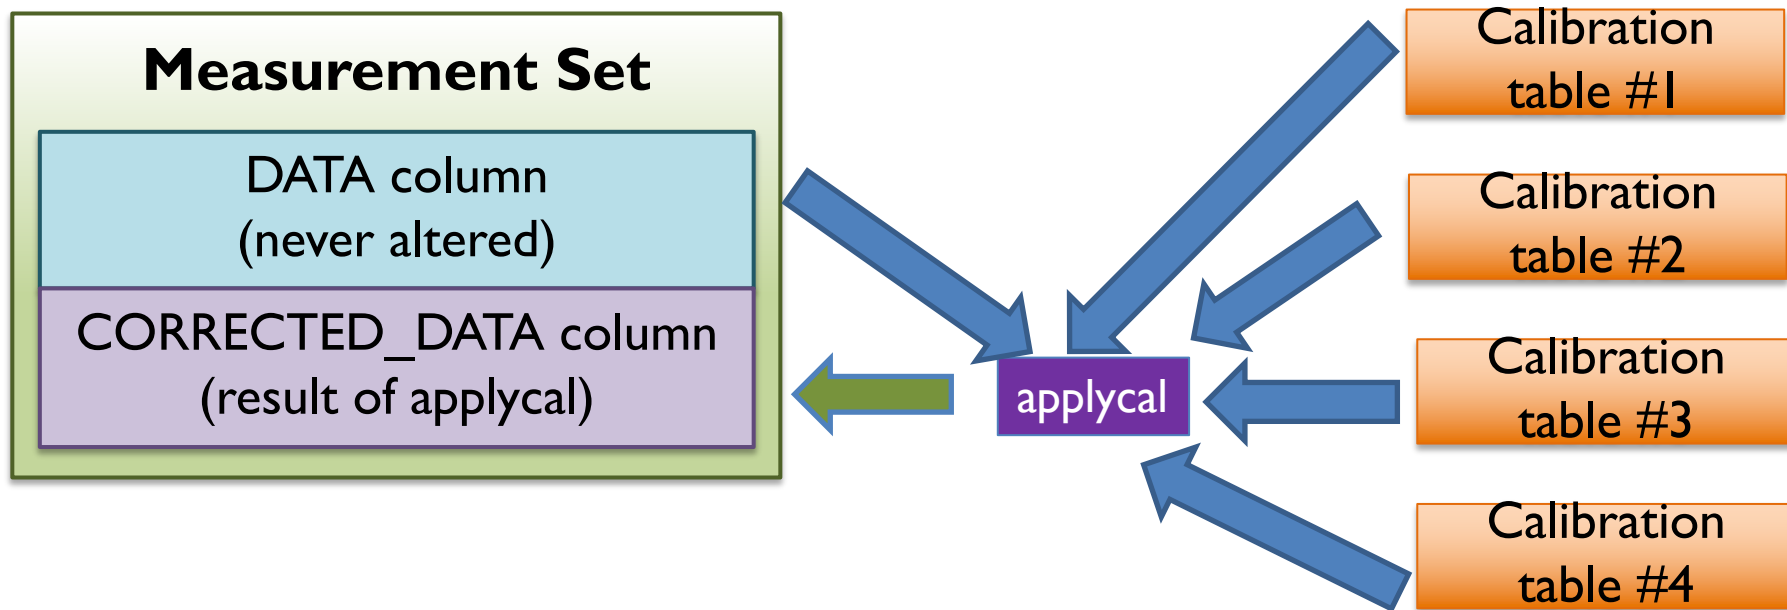 Measurement Set
DATA column
(never altered)
CORRECTED_DATA column
(result of applycal)
applycal
Calibration
table #1
Calibration
table #2
Calibration
table #3
Calibration
table #4